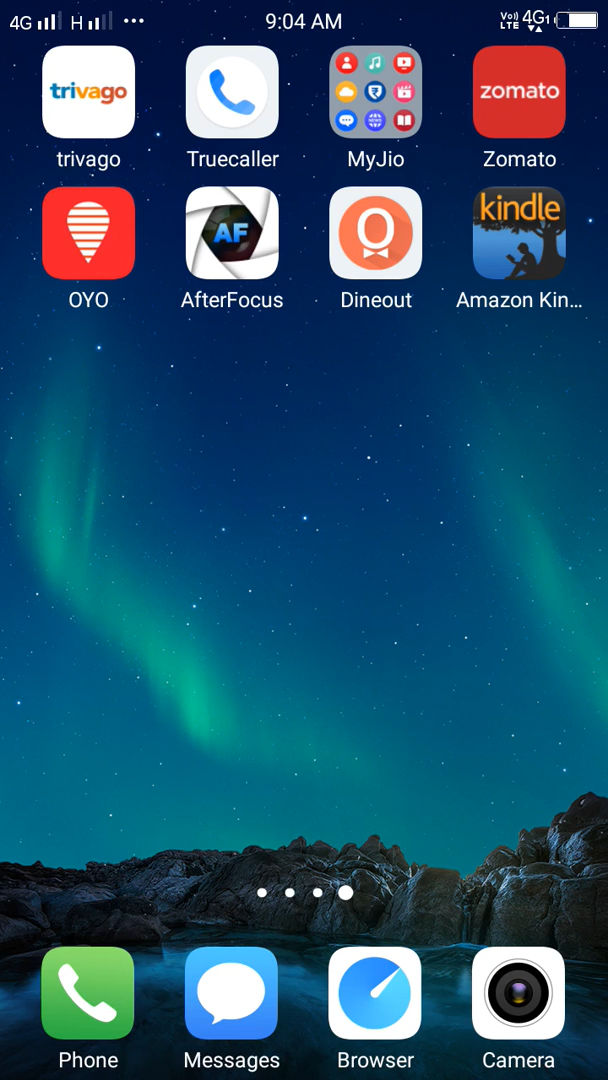 4G H 9:04 AM Vo)) LTE 4G 1
trivago zomato
trivago Truecaller MyJio Zomato
AF kindle
OYO AfterFocus Dineout Amazon Kin...
Phone Messages Browser Camera